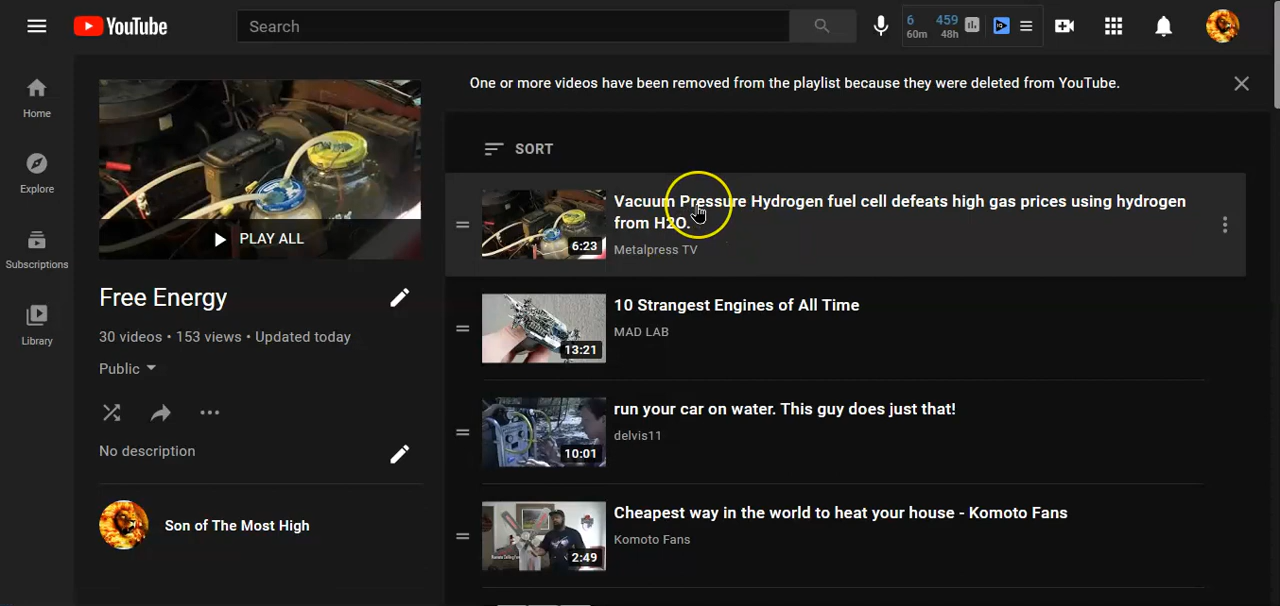 YouTube
Search
6 459
60m 48h
Home
Explore
Subscriptions
Library
PLAY ALL
Free Energy
30 videos • 153 views • Updated today
Public
No description
Son of The Most High
One or more videos have been removed from the playlist because they were deleted from YouTube.
SORT
Vacuum Pressure Hydrogen fuel cell defeats high gas prices using hydrogen
from H2O.
Metalpress TV
6:23
10 Strangest Engines of All Time
MAD LAB
13:21
run your car on water. This guy does just that!
delvis11
10:01
Cheapest way in the world to heat your house - Komoto Fans
Komoto Fans
2:49